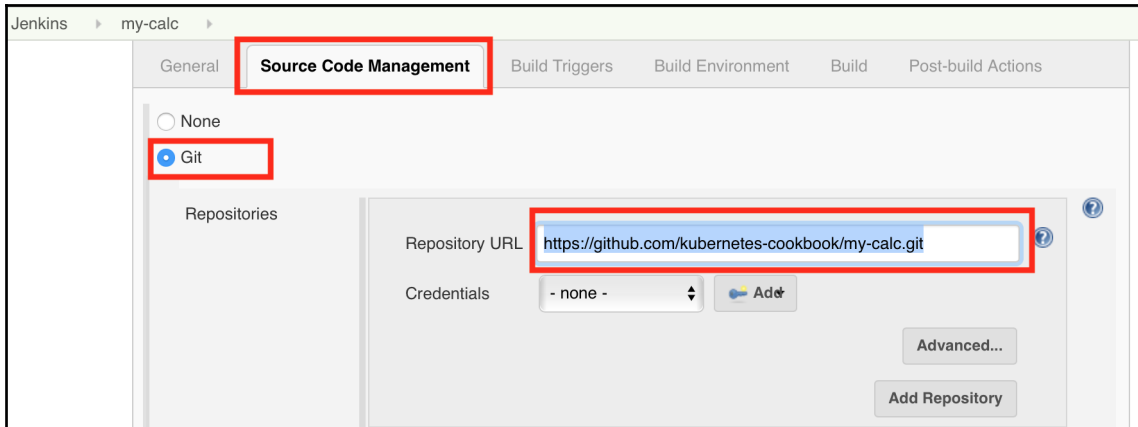 Jenkins my-calc
General Source Code Management Build Triggers Build Environment Build Post-build Actions
None
Git
Repositories
Repository URL https://github.com/kubernetes-cookbook/my-calc.git
Credentials - none - Add
Advanced...
Add Repository